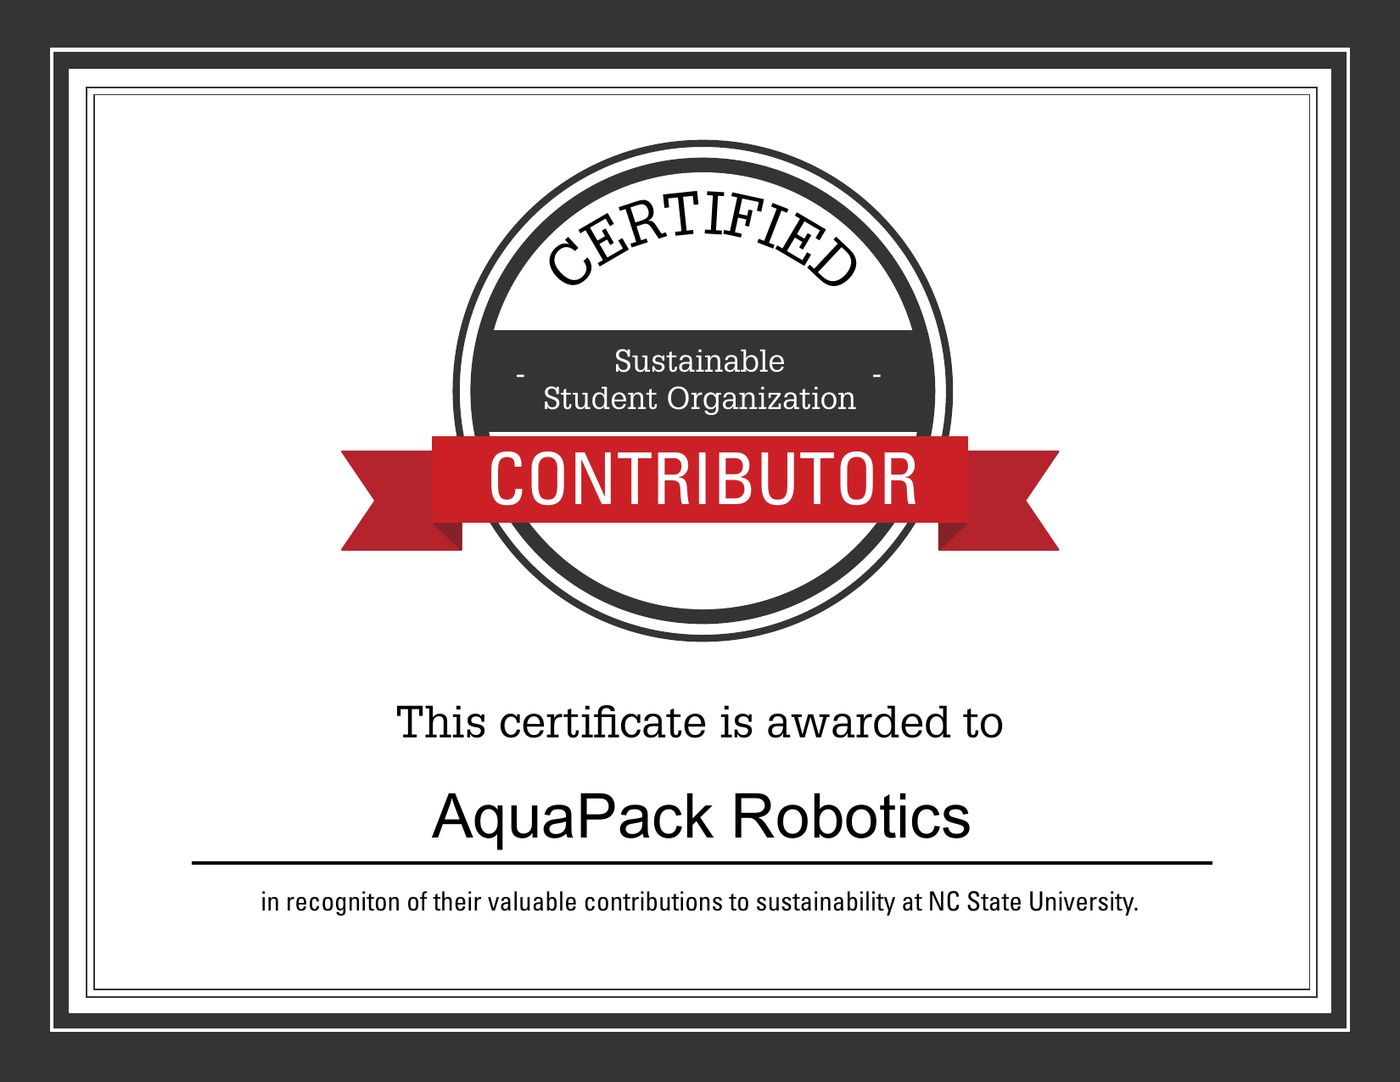 CERTIFIED
- Sustainable -
Student Organization
CONTRIBUTOR
This certificate is awarded to
AquaPack Robotics
in recogniton of their valuable contributions to sustainability at NC State University.